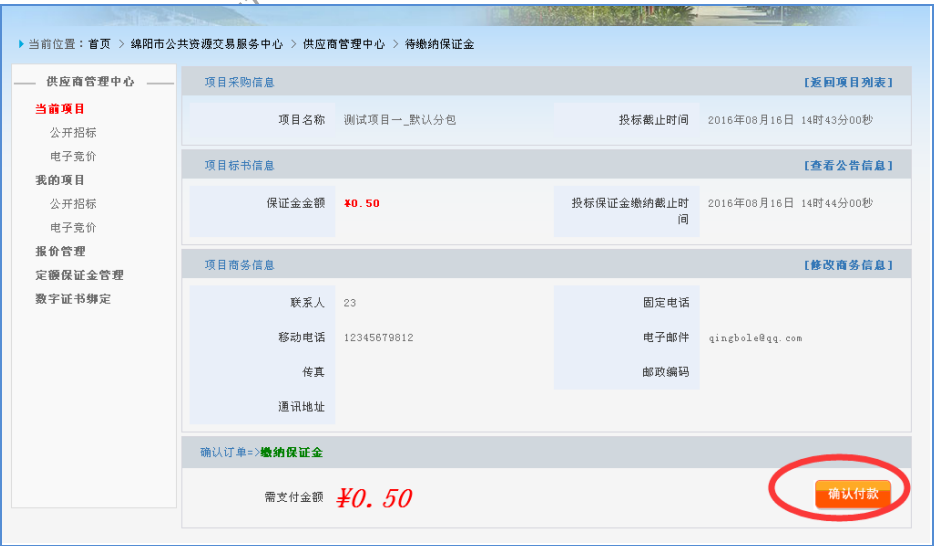 当前位置：首页 > 绵阳市公共资源交易服务中心 > 供应商管理中心 > 待缴纳保证金
供应商管理中心
当前项目
公开招标
电子竞价
我的项目
公开招标
电子竞价
报价管理
定额保证金管理
数字证书绑定
项目采购信息 [返回项目列表]
项目名称 测试项目一_默认分包 投标截止时间 2016年08月16日 14时43分00秒
项目标书信息 [查看公告信息]
保证金金额 ¥0.50 投标保证金缴纳截止时间 2016年08月16日 14时44分00秒
项目商务信息 [修改商务信息]
联系人 23 固定电话
移动电话 12345679812 电子邮件 qingbole@qq.com
传真 邮政编码
通讯地址
确认订单=>缴纳保证金
需支付金额 ¥0.50 确认付款